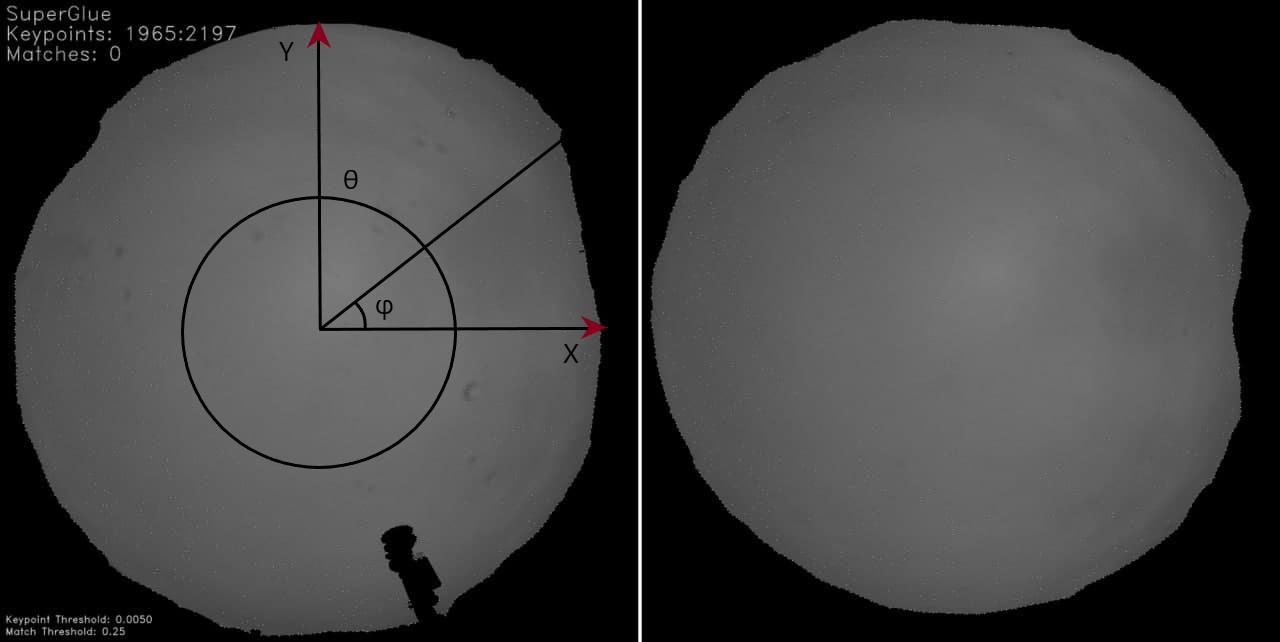 SuperGlue
Keypoints: 1965:2197
Matches: 0
Y
θ
φ
X
Keypoint Threshold: 0.0050
Match Threshold: 0.25